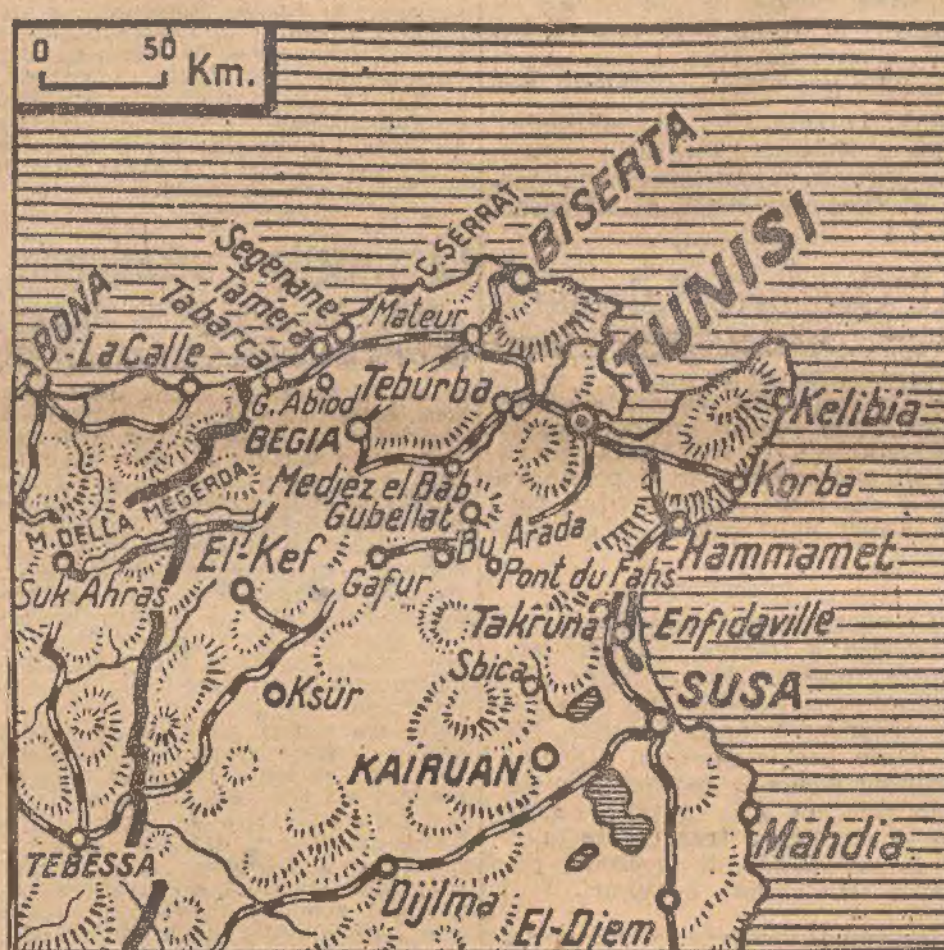 0 50 Km.
BISERTA
C. SERRAT
TUNISI
Segenane
Tamera
Tabarca
Mateur
BONA
La Calle
Teburba
G. Abiod
BEGIA
Kelibia
Medjez el Bab
Korba
M. DELLA MEGERDA
Gubellat
El-Kef
Bu Arada
Hammamet
Suk Ahras
Gafur
Pont du Fahs
Takruna
Enfidaville
Sbica
Ksür
SUSA
KAIRUAN
Mahdia
TEBESSA
Dijlma
El-Djem